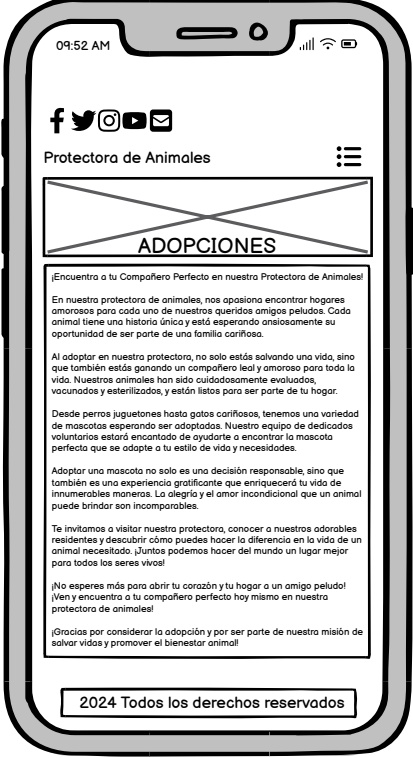 09:52 AM
Protectora de Animales
ADOPCIONES
¡Encuentra a tu Compañero Perfecto en nuestra Protectora de Animales!
En nuestra protectora de animales, nos apasiona encontrar hogares
amorosos para cada uno de nuestros queridos amigos peludos. Cada
animal tiene una historia única y está esperando ansiosamente su
oportunidad de ser parte de una familia cariñosa.
Al adoptar en nuestra protectora, no solo estás salvando una vida, sino
que también estás ganando un compañero leal y amoroso para toda la
vida. Nuestros animales han sido cuidadosamente evaluados,
vacunados y esterilizados, y están listos para ser parte de tu hogar.
Desde perros juguetones hasta gatos cariñosos, tenemos una variedad
de mascotas esperando ser adoptadas. Nuestro equipo de dedicados
voluntarios estará encantado de ayudarte a encontrar la mascota
perfecta que se adapte a tu estilo de vida y necesidades.
Adoptar una mascota no solo es una decisión responsable, sino que
también es una experiencia gratificante que enriquecerá tu vida de
innumerables maneras. La alegría y el amor incondicional que un animal
puede brindar son incomparables.
Te invitamos a visitar nuestra protectora, conocer a nuestros adorables
residentes y descubrir cómo puedes hacer la diferencia en la vida de un
animal necesitado. ¡Juntos podemos hacer del mundo un lugar mejor
para todos los seres vivos!
¡No esperes más para abrir tu corazón y tu hogar a un amigo peludo!
¡Ven y encuentra a tu compañero perfecto hoy mismo en nuestra
protectora de animales!
¡Gracias por considerar la adopción y por ser parte de nuestra misión de
salvar vidas y promover el bienestar animal!
2024 Todos los derechos reservados